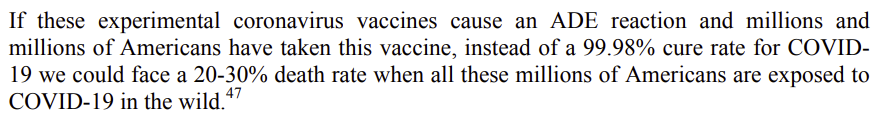 If these experimental coronavirus vaccines cause an ADE reaction and millions and
millions of Americans have taken this vaccine, instead of a 99.98% cure rate for COVID-
19 we could face a 20-30% death rate when all these millions of Americans are exposed to
COVID-19 in the wild.47